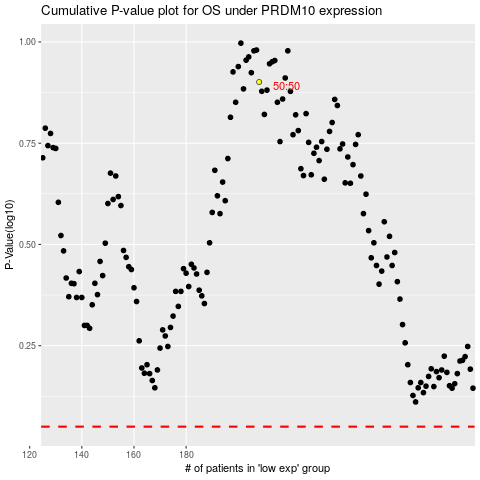 Cumulative P-value plot for OS under PRDM10 expression
1.00
50:50
0.75
P-Value(log10)
0.50
0.25
120 140 160 180
# of patients in 'low exp' group